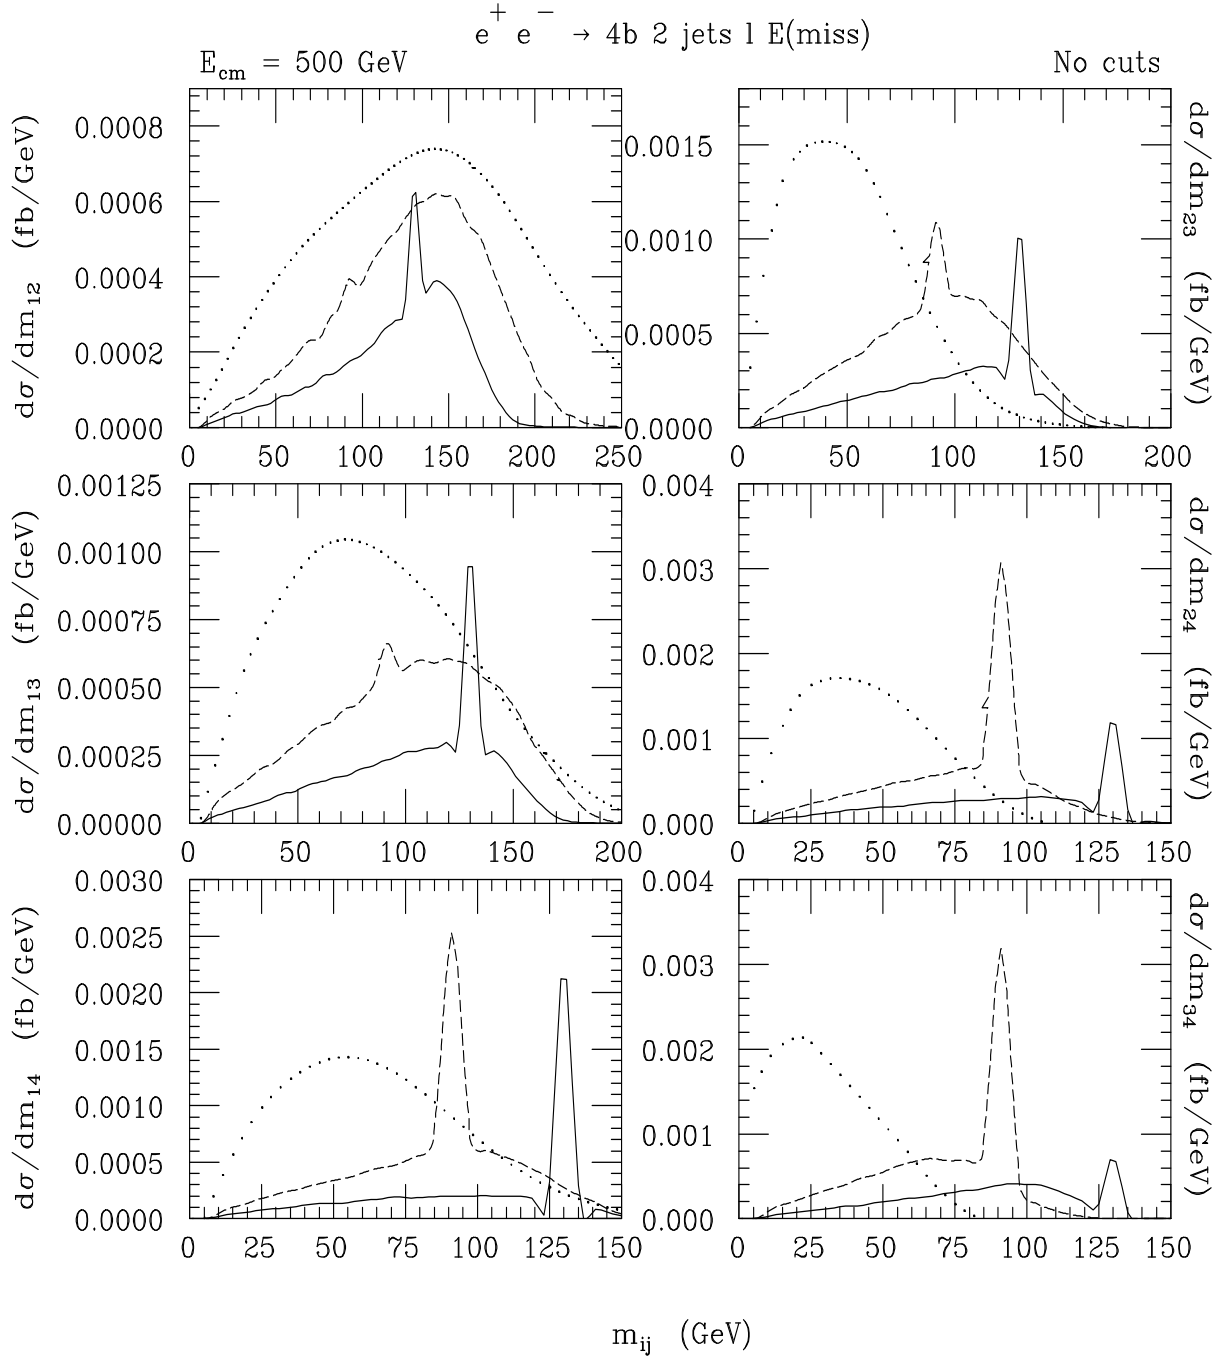 e⁺ e⁻ → 4b 2 jets l E(miss)
E_cm = 500 GeV
No cuts
dσ/dm₁₂ (fb/GeV)
0.0008
0.0006
0.0004
0.0002
0.0000
0 50 100 150 200 250
0.0015
0.0010
0.0005
0.0000
0 50 100 150 200
dσ/dm₂₃ (fb/GeV)
dσ/dm₁₃ (fb/GeV)
0.00125
0.00100
0.00075
0.00050
0.00025
0.00000
0 50 100 150 200
0.004
0.003
0.002
0.001
0.000
0 25 50 75 100 125 150
dσ/dm₂₄ (fb/GeV)
dσ/dm₁₄ (fb/GeV)
0.0030
0.0025
0.0020
0.0015
0.0010
0.0005
0.0000
0 25 50 75 100 125 150
0.004
0.003
0.002
0.001
0.000
0 25 50 75 100 125 150
dσ/dm₃₄ (fb/GeV)
m_ij (GeV)